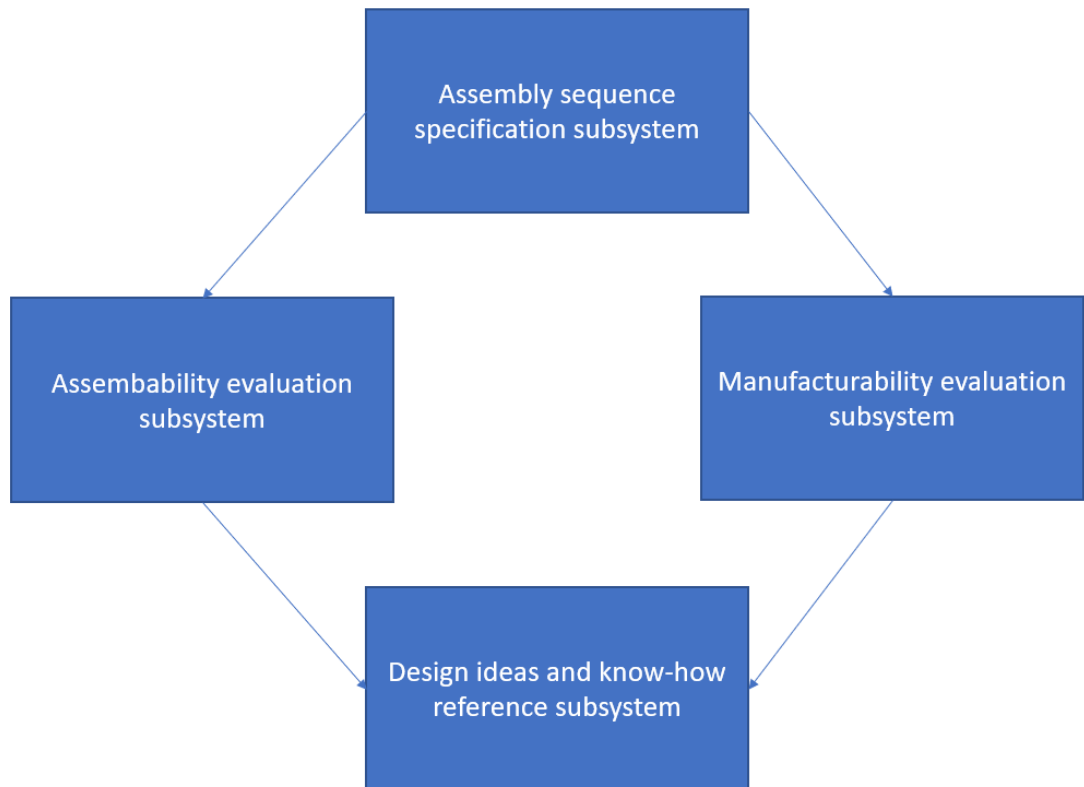 Assembly sequence
specification subsystem
Assembability evaluation
subsystem
Manufacturability evaluation
subsystem
Design ideas and know-how
reference subsystem